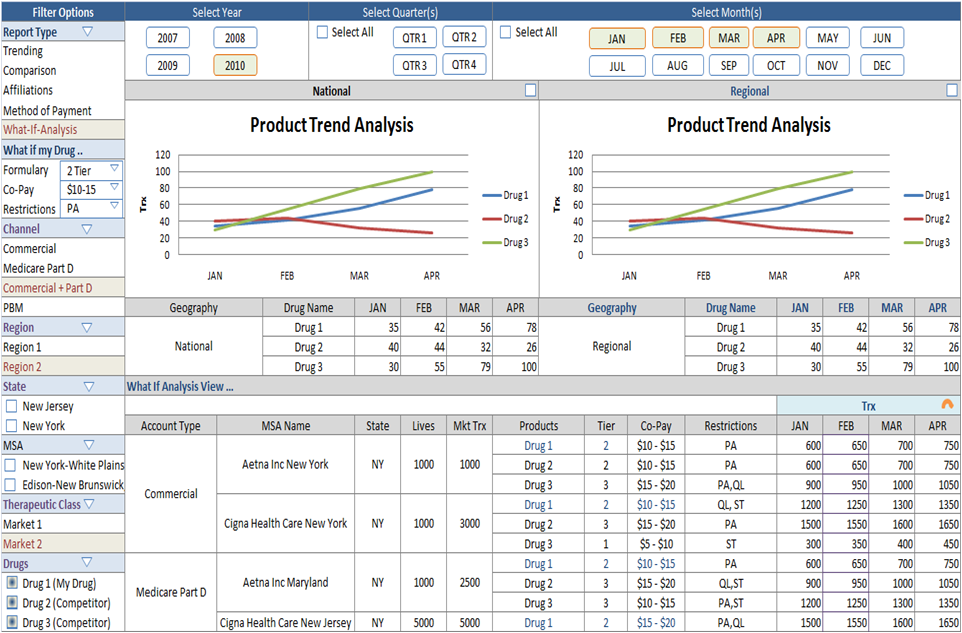 Filter Options
Select Year
Select Quarter(s)
Select Month(s)
Report Type
Trending
Comparison
Affiliations
Method of Payment
What-If-Analysis
What if my Drug ..
Formulary 2 Tier
Co-Pay $10-15
Restrictions PA
Channel
Commercial
Medicare Part D
Commercial + Part D
PBM
Region
Region 1
Region 2
State
New Jersey
New York
MSA
New York-White Plains
Edison-New Brunswick
Therapeutic Class
Market 1
Market 2
Drugs
Drug 1 (My Drug)
Drug 2 (Competitor)
Drug 3 (Competitor)
2007 2008
2009 2010
Select All QTR1 QTR 2
QTR 3 QTR4
Select All JAN FEB MAR APR MAY JUN
JUL AUG SEP OCT NOV DEC
National
Product Trend Analysis
Trx
120
100
80
60
40
20
0
JAN FEB MAR APR
Drug 1
Drug 2
Drug 3
Regional
Product Trend Analysis
Trx
120
100
80
60
40
20
0
JAN FEB MAR APR
Drug 1
Drug 2
Drug 3
Geography Drug Name JAN FEB MAR APR
National
Drug 1 35 42 56 78
Drug 2 40 44 32 26
Drug 3 30 55 79 100
Geography Drug Name JAN FEB MAR APR
Regional
Drug 1 35 42 56 78
Drug 2 40 44 32 26
Drug 3 30 55 79 100
What If Analysis View ...
Trx
Account Type MSA Name State Lives Mkt Trx Products Tier Co-Pay Restrictions JAN FEB MAR APR
Commercial
Aetna Inc New York NY 1000 1000
Drug 1 2 $10 - $15 PA 600 650 700 750
Drug 2 2 $10 - $15 PA 600 650 700 750
Drug 3 3 $15 - $20 PA,QL 900 950 1000 1050
Cigna Health Care New York NY 1000 3000
Drug 1 2 $10 - $15 QL, ST 1200 1250 1300 1350
Drug 2 3 $15 - $20 PA 1500 1550 1600 1650
Drug 3 1 $5 - $10 ST 300 350 400 450
Medicare Part D
Aetna Inc Maryland NY 1000 2500
Drug 1 2 $10 - $15 PA 600 650 700 750
Drug 2 3 $15 - $20 QL,ST 900 950 1000 1050
Drug 3 3 $10 - $15 PA,ST 1200 1250 1300 1350
Cigna Health Care New Jersey NY 5000 5000 Drug 1 2 $15 - $20 PA,QL 1500 1550 1600 1650